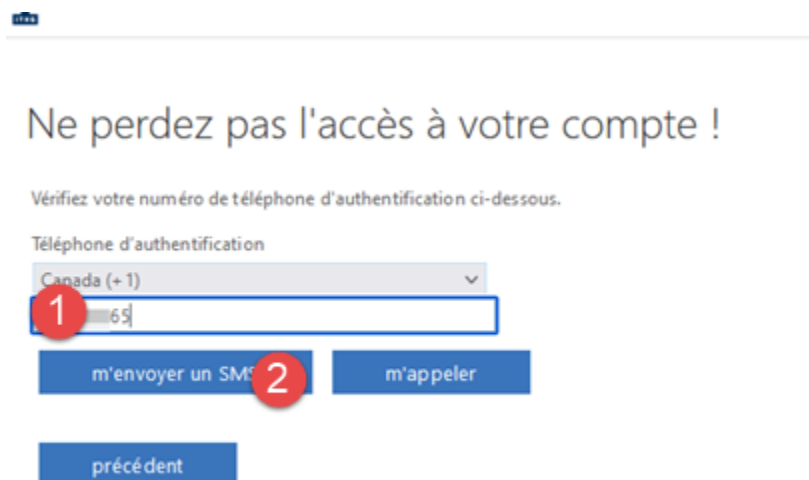 Ne perdez pas l'accès à votre compte !
Vérifiez votre numéro de téléphone d'authentification ci-dessous.
Téléphone d'authentification
Canada (+ 1)
1
65
m'envoyer un SMS
2
m'appeler
précédent